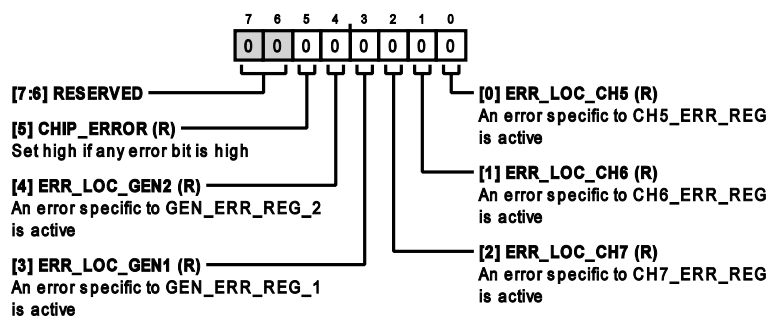 7 6 5 4 3 2 1 0
0 0 0 0 0 0 0 0
[7:6] RESERVED
[5] CHIP_ERROR (R)
Set high if any error bit is high
[4] ERR_LOC_GEN2 (R)
An error specific to GEN_ERR_REG_2
is active
[3] ERR_LOC_GEN1 (R)
An error specific to GEN_ERR_REG_1
is active
[0] ERR_LOC_CH5 (R)
An error specific to CH5_ERR_REG
is active
[1] ERR_LOC_CH6 (R)
An error specific to CH6_ERR_REG
is active
[2] ERR_LOC_CH7 (R)
An error specific to CH7_ERR_REG
is active